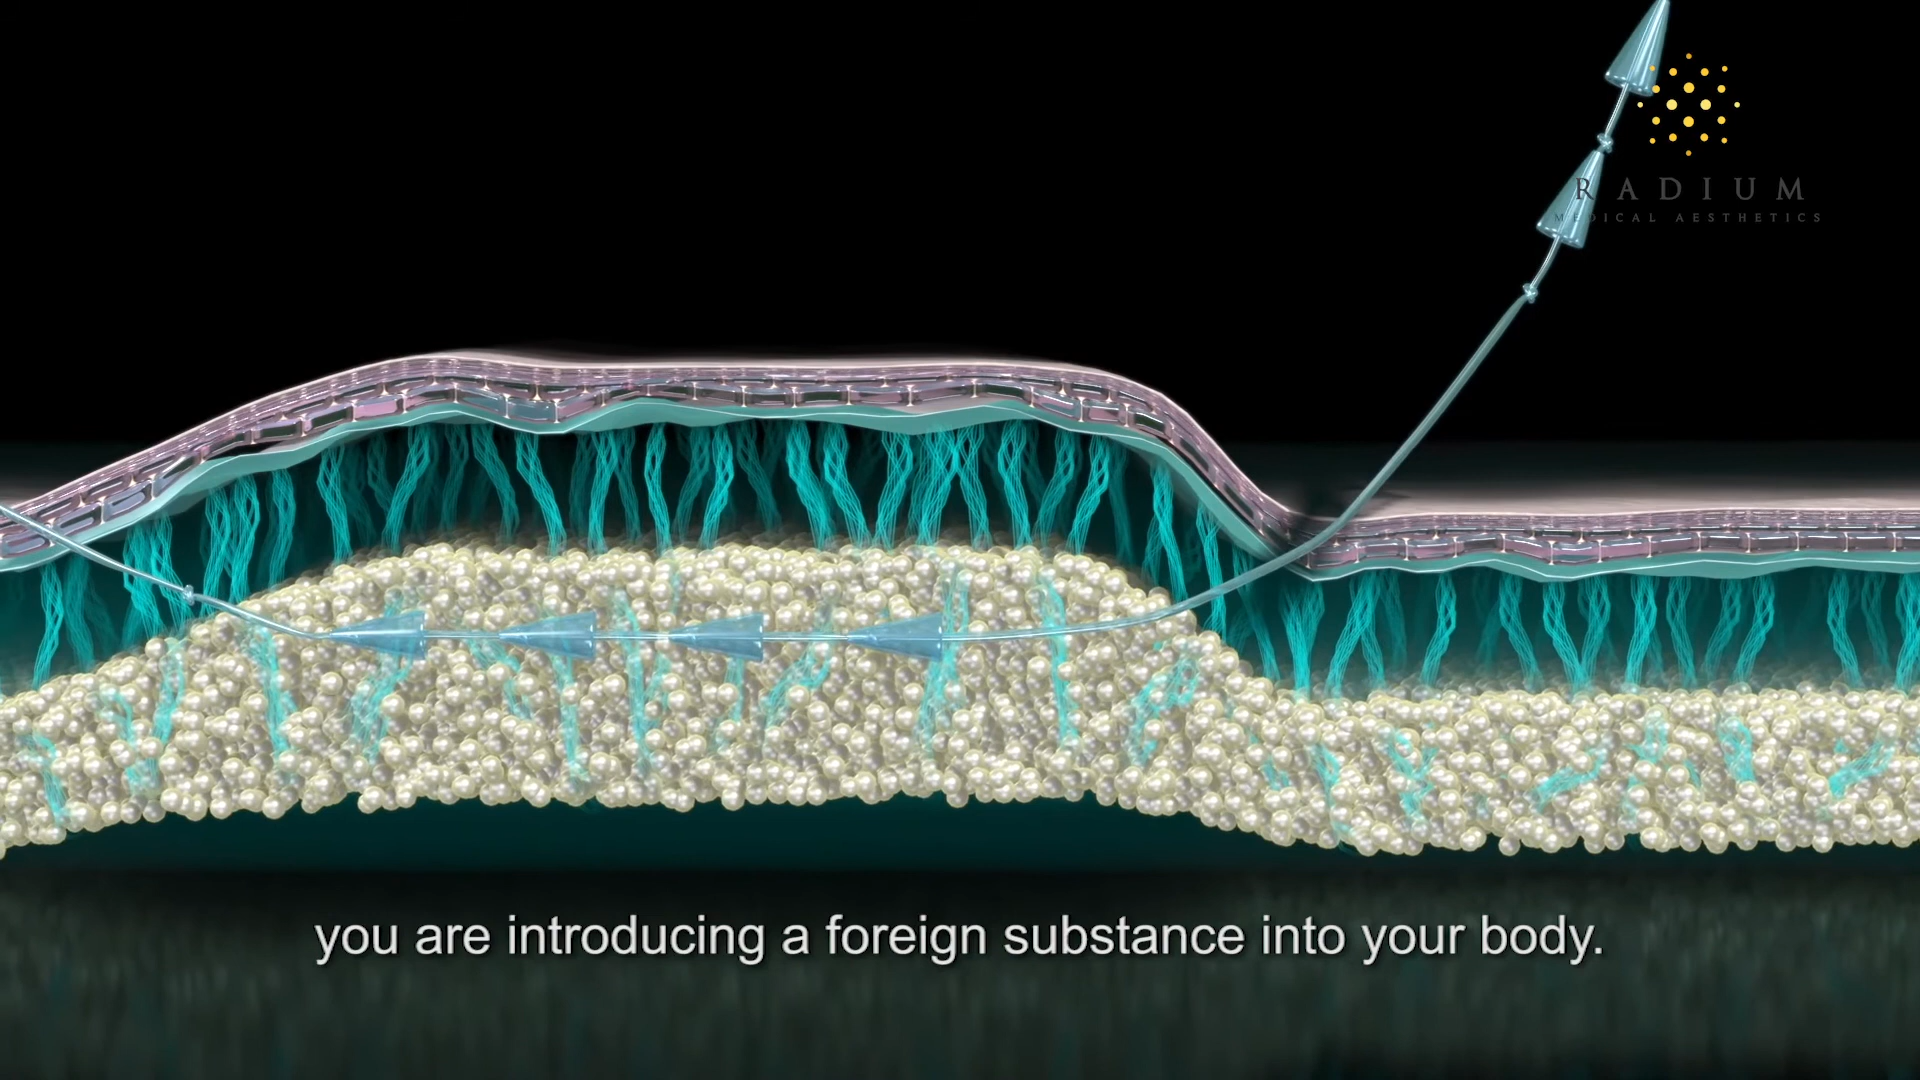 RADIUM
MEDICAL AESTHETICS
you are introducing a foreign substance into your body.